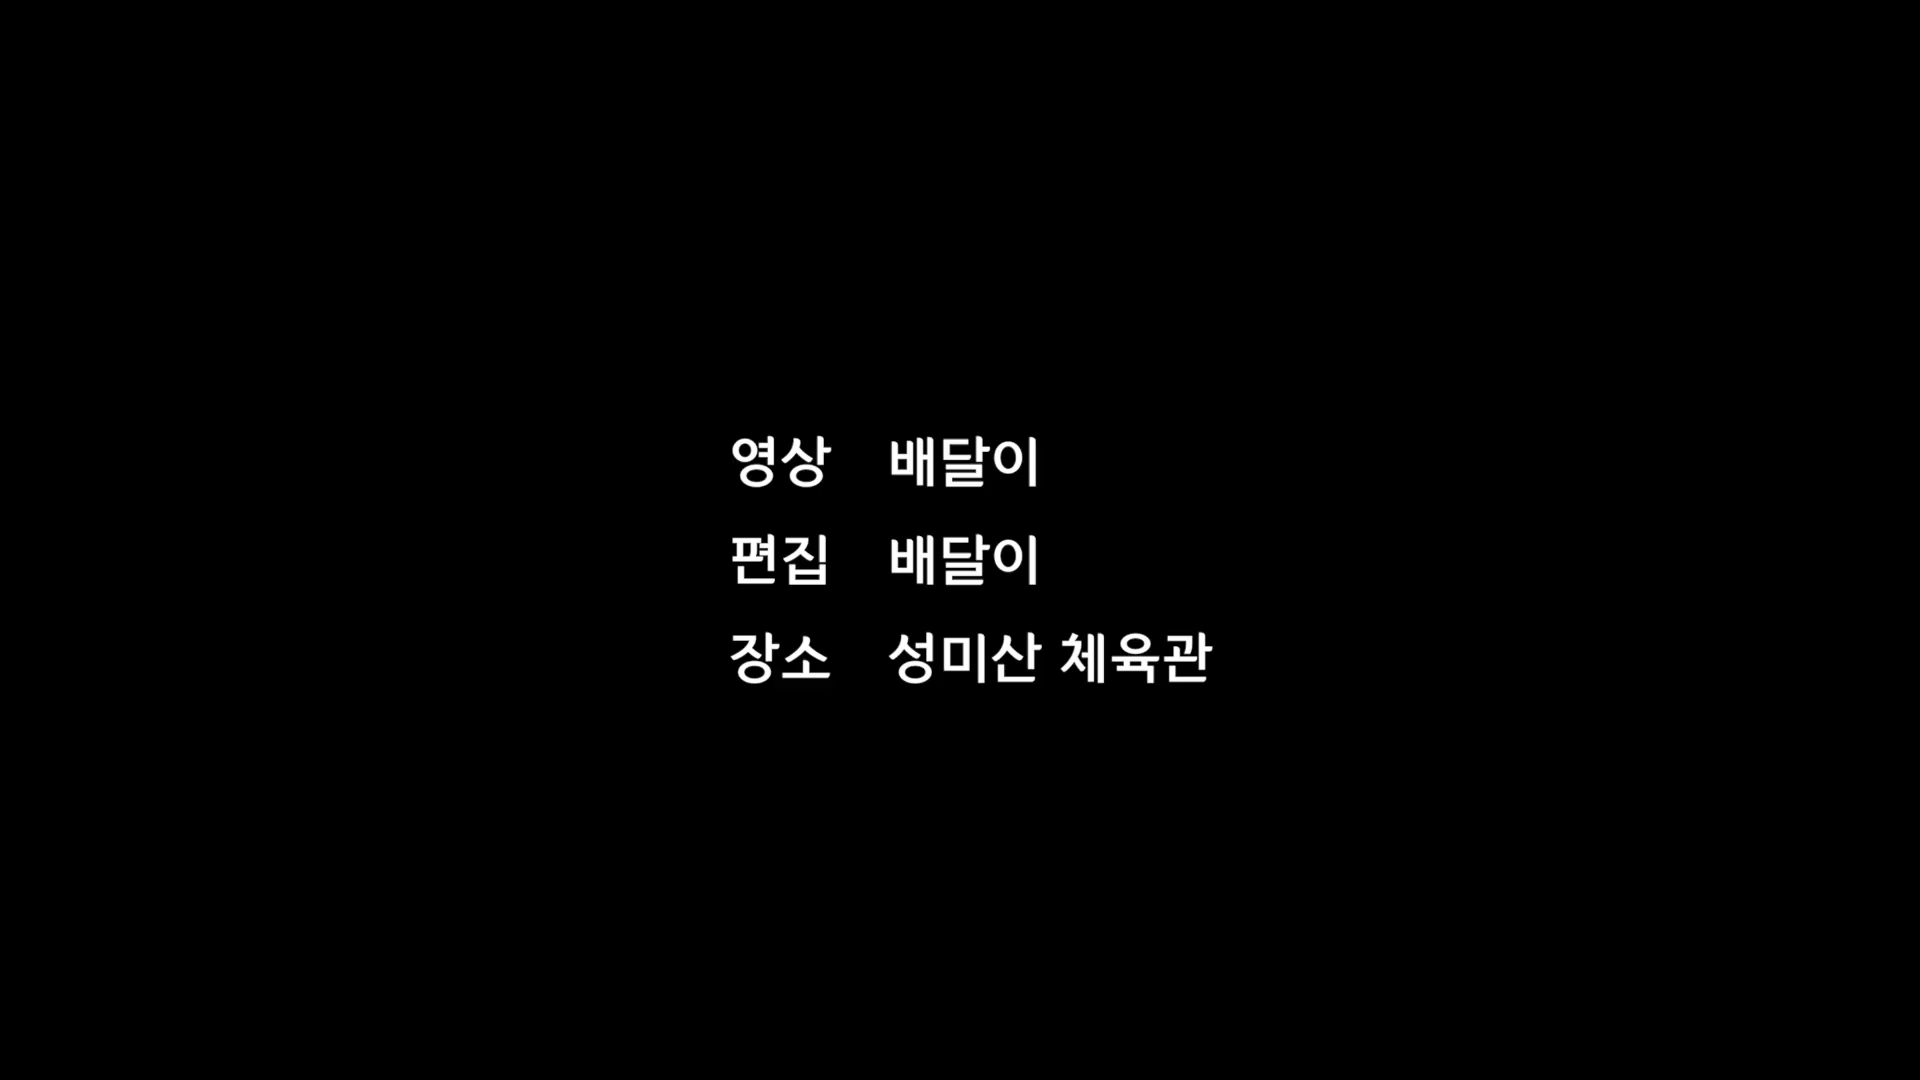 영상 배달이
편집 배달이
장소 성미산 체육관